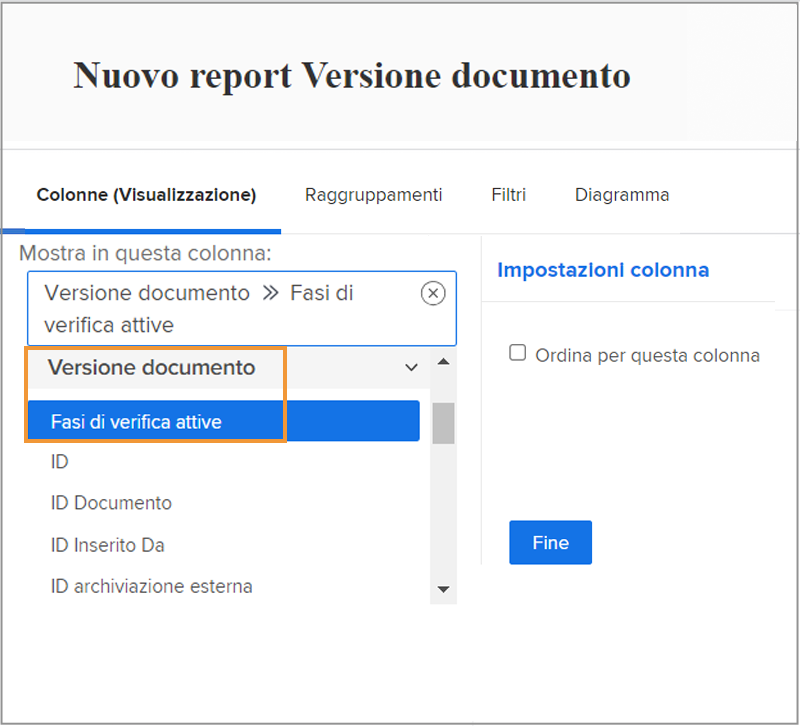 Nuovo report Versione documento
Colonne (Visualizzazione) Raggruppamenti Filtri Diagramma
Mostra in questa colonna:
Versione documento >> Fasi di
verifica attive
Versione documento
Fasi di verifica attive
ID
ID Documento
ID Inserito Da
ID archiviazione esterna
Impostazioni colonna
Ordina per questa colonna
Fine